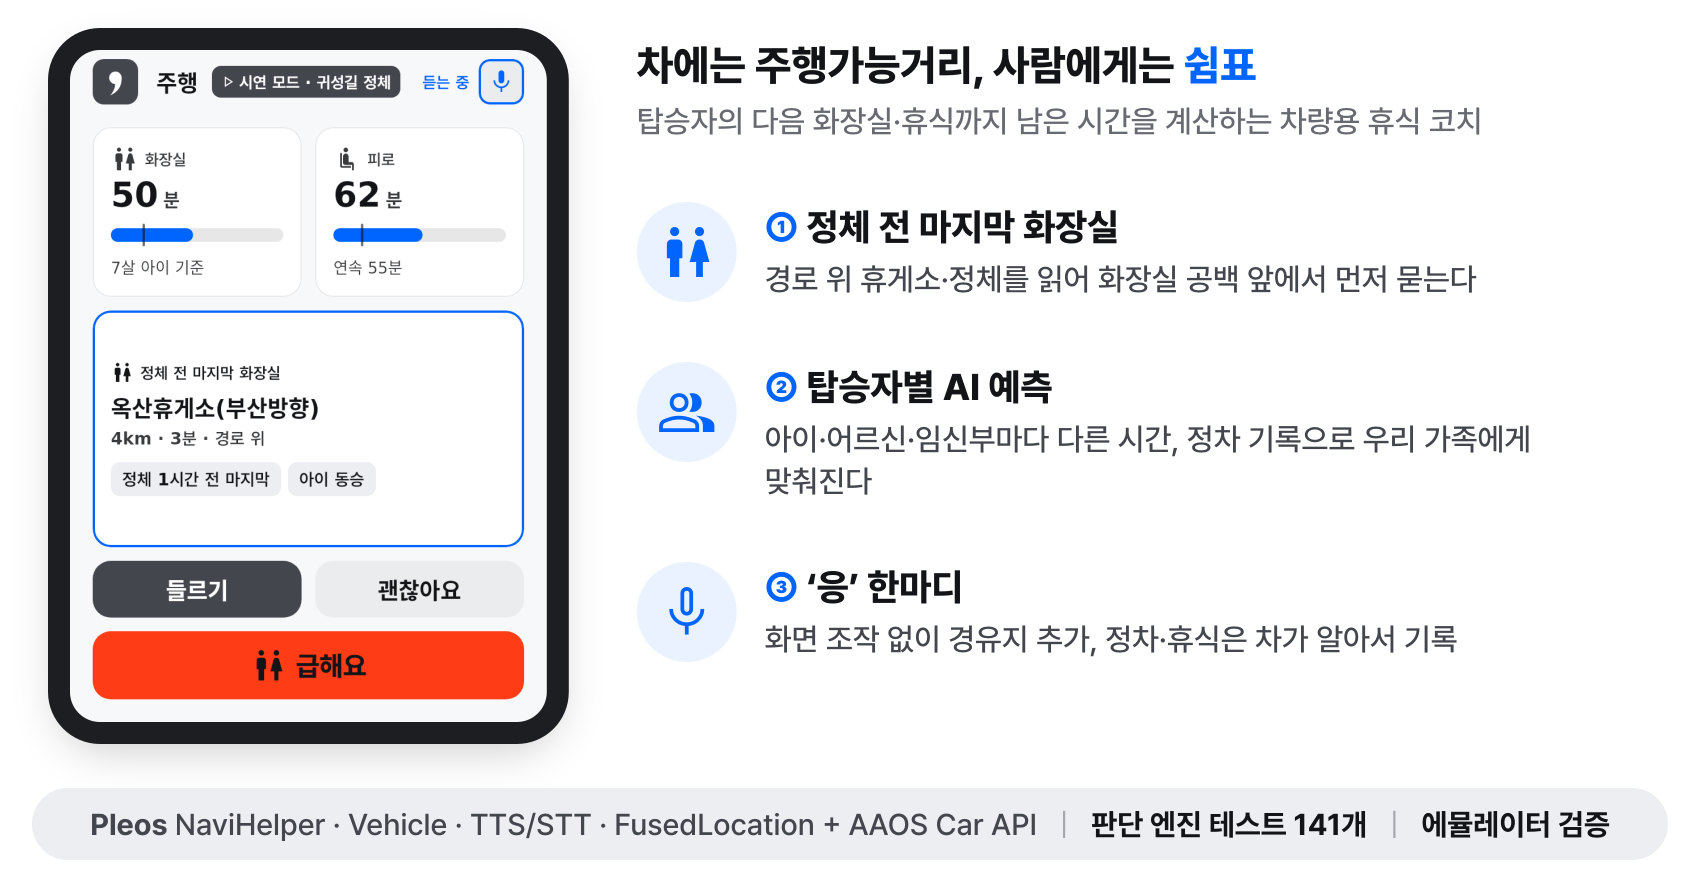 주행
▷ 시연 모드 · 귀성길 정체
듣는 중
화장실
50 분
7살 아이 기준
피로
62 분
연속 55분
정체 전 마지막 화장실
옥산휴게소(부산방향)
4km · 3분 · 경로 위
정체 1시간 전 마지막
아이 동승
들르기
괜찮아요
급해요
차에는 주행가능거리, 사람에게는 쉼표
탑승자의 다음 화장실·휴식까지 남은 시간을 계산하는 차량용 휴식 코치
① 정체 전 마지막 화장실
경로 위 휴게소·정체를 읽어 화장실 공백 앞에서 먼저 묻는다
② 탑승자별 AI 예측
아이·어르신·임신부마다 다른 시간, 정차 기록으로 우리 가족에게
맞춰진다
③ ‘응’ 한마디
화면 조작 없이 경유지 추가, 정차·휴식은 차가 알아서 기록
Pleos NaviHelper · Vehicle · TTS/STT · FusedLocation + AAOS Car API | 판단 엔진 테스트 141개 | 에뮬레이터 검증